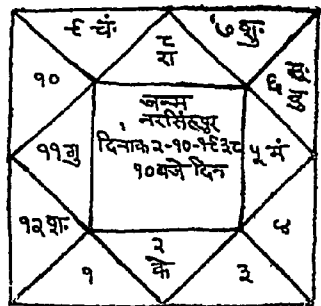 ९ चं.
८
रा
७ शु.
१०
६ सू.
बु
जन्म
नरसिंहपुर
दिनांक २-१०-१९३८
१० बजे दिन
११ गु
५ मं
१२ श.
४
२
के
१
३